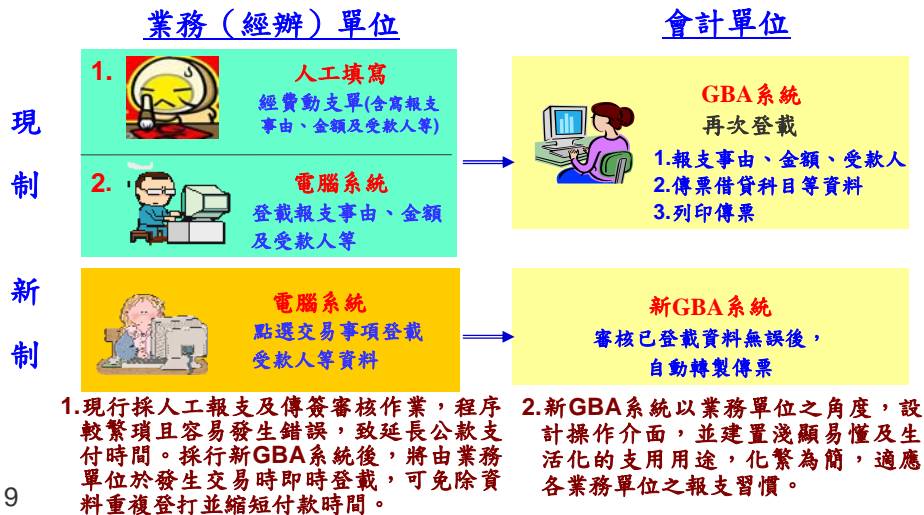 業務（經辦）單位
會計單位
現
制
1.
人工填寫
經費動支單(含寫報支
事由、金額及受款人等)
2.
電腦系統
登載報支事由、金額
及受款人等
GBA系統
再次登載
1.報支事由、金額、受款人
2.傳票借貸科目等資料
3.列印傳票
新
制
電腦系統
點選交易事項登載
受款人等資料
新GBA系統
審核已登載資料無誤後，
自動轉製傳票
1.現行採人工報支及傳簽審核作業，程序
較繁瑣且容易發生錯誤，致延長公款支
付時間。採行新GBA系統後，將由業務
單位於發生交易時即時登載，可免除資
料重複登打並縮短付款時間。
2.新GBA系統以業務單位之角度，設
計操作介面，並建置淺顯易懂及生
活化的支用用途，化繁為簡，適應
各業務單位之報支習慣。
9